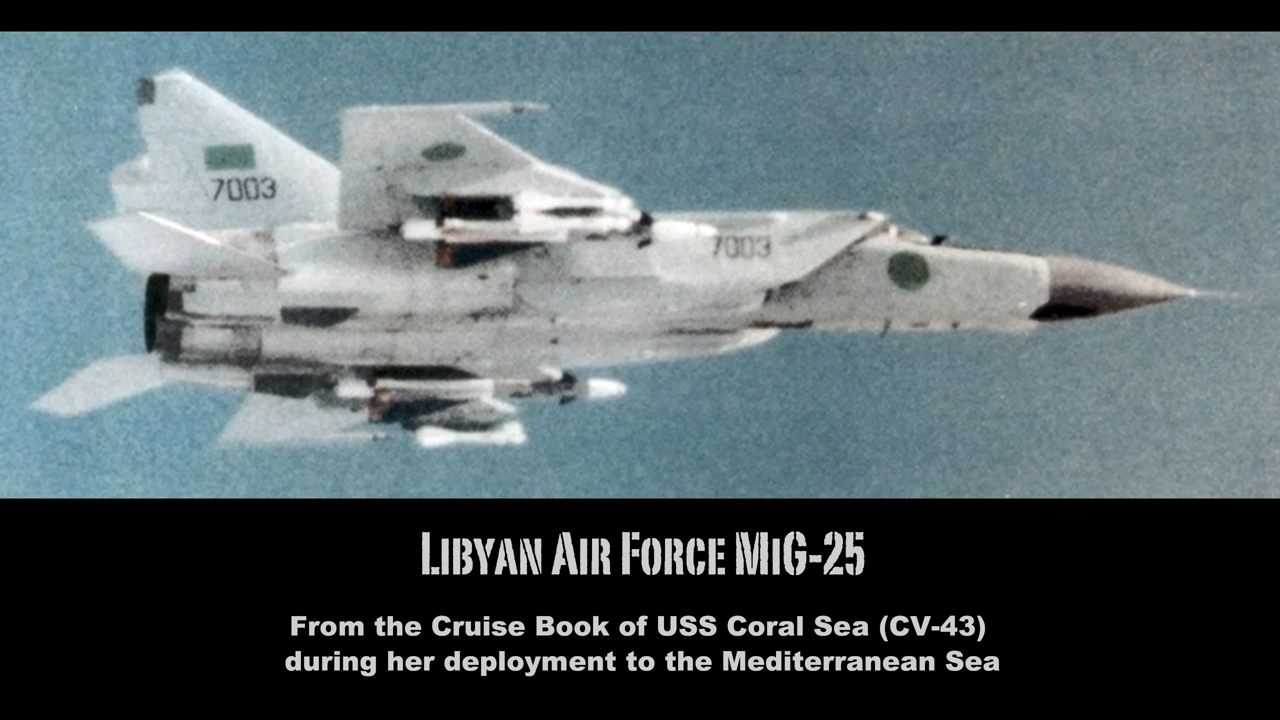 7003
7003
LIBYAN AIR FORCE MIG-25
From the Cruise Book of USS Coral Sea (CV-43)
during her deployment to the Mediterranean Sea